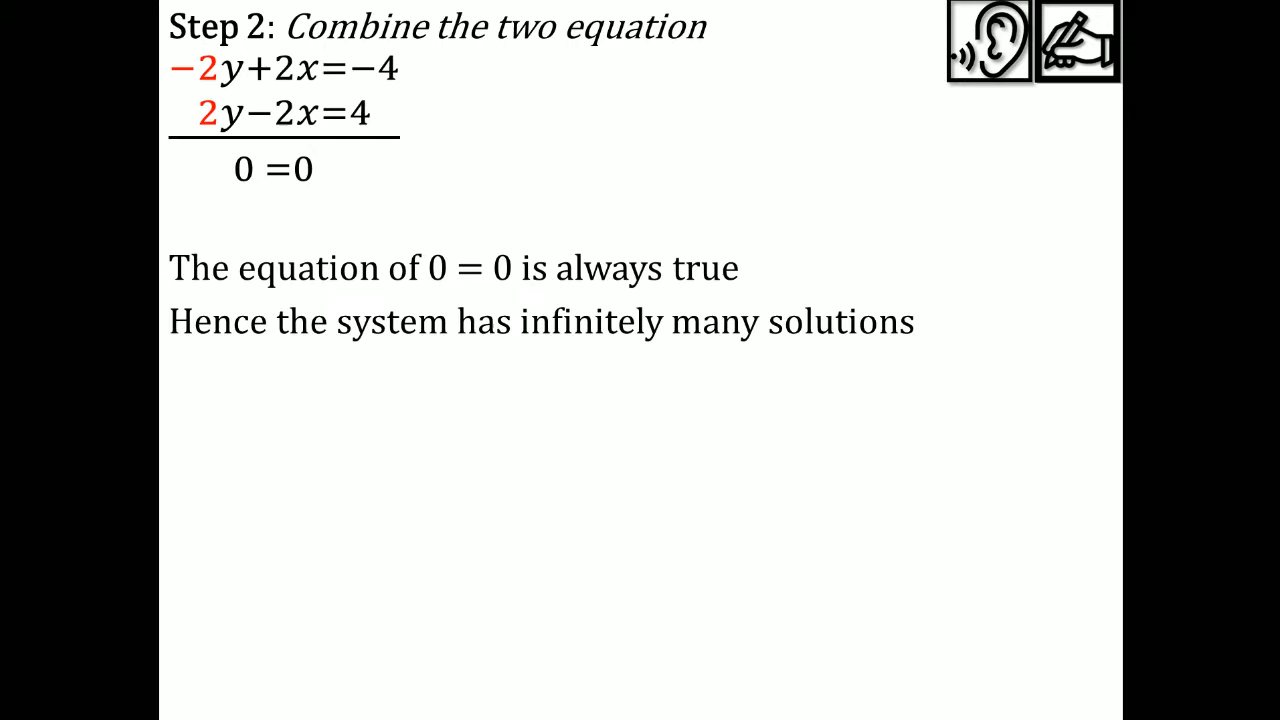 Step 2: Combine the two equation
−2y+2x=−4
2y−2x=4
0 =0
The equation of 0 = 0 is always true
Hence the system has infinitely many solutions